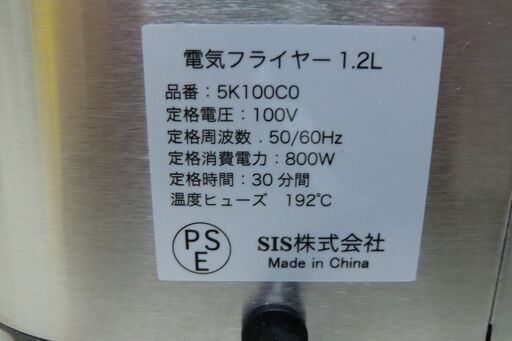 電気フライヤー 1.2L
品番：5K100C0
定格電圧：100V
定格周波数．50/60Hz
定格消費電力：800W
定格時間：30分間
温度ヒューズ　192℃
PS
E
SIS株式会社
Made in China